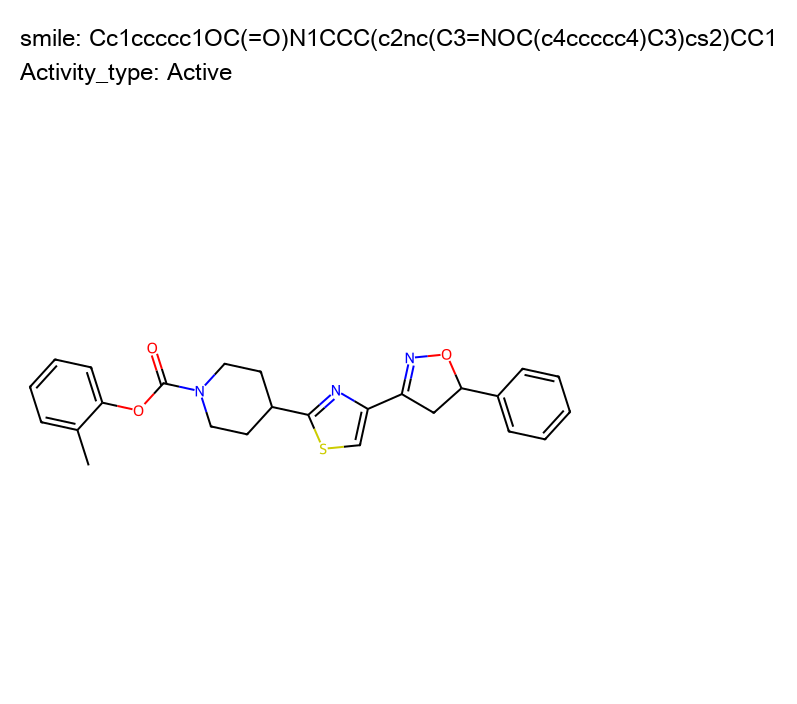 smile: Cc1ccccc1OC(=O)N1CCC(c2nc(C3=NOC(c4ccccc4)C3)cs2)CC1
Activity_type: Active
O
O
N
N
S
N
O